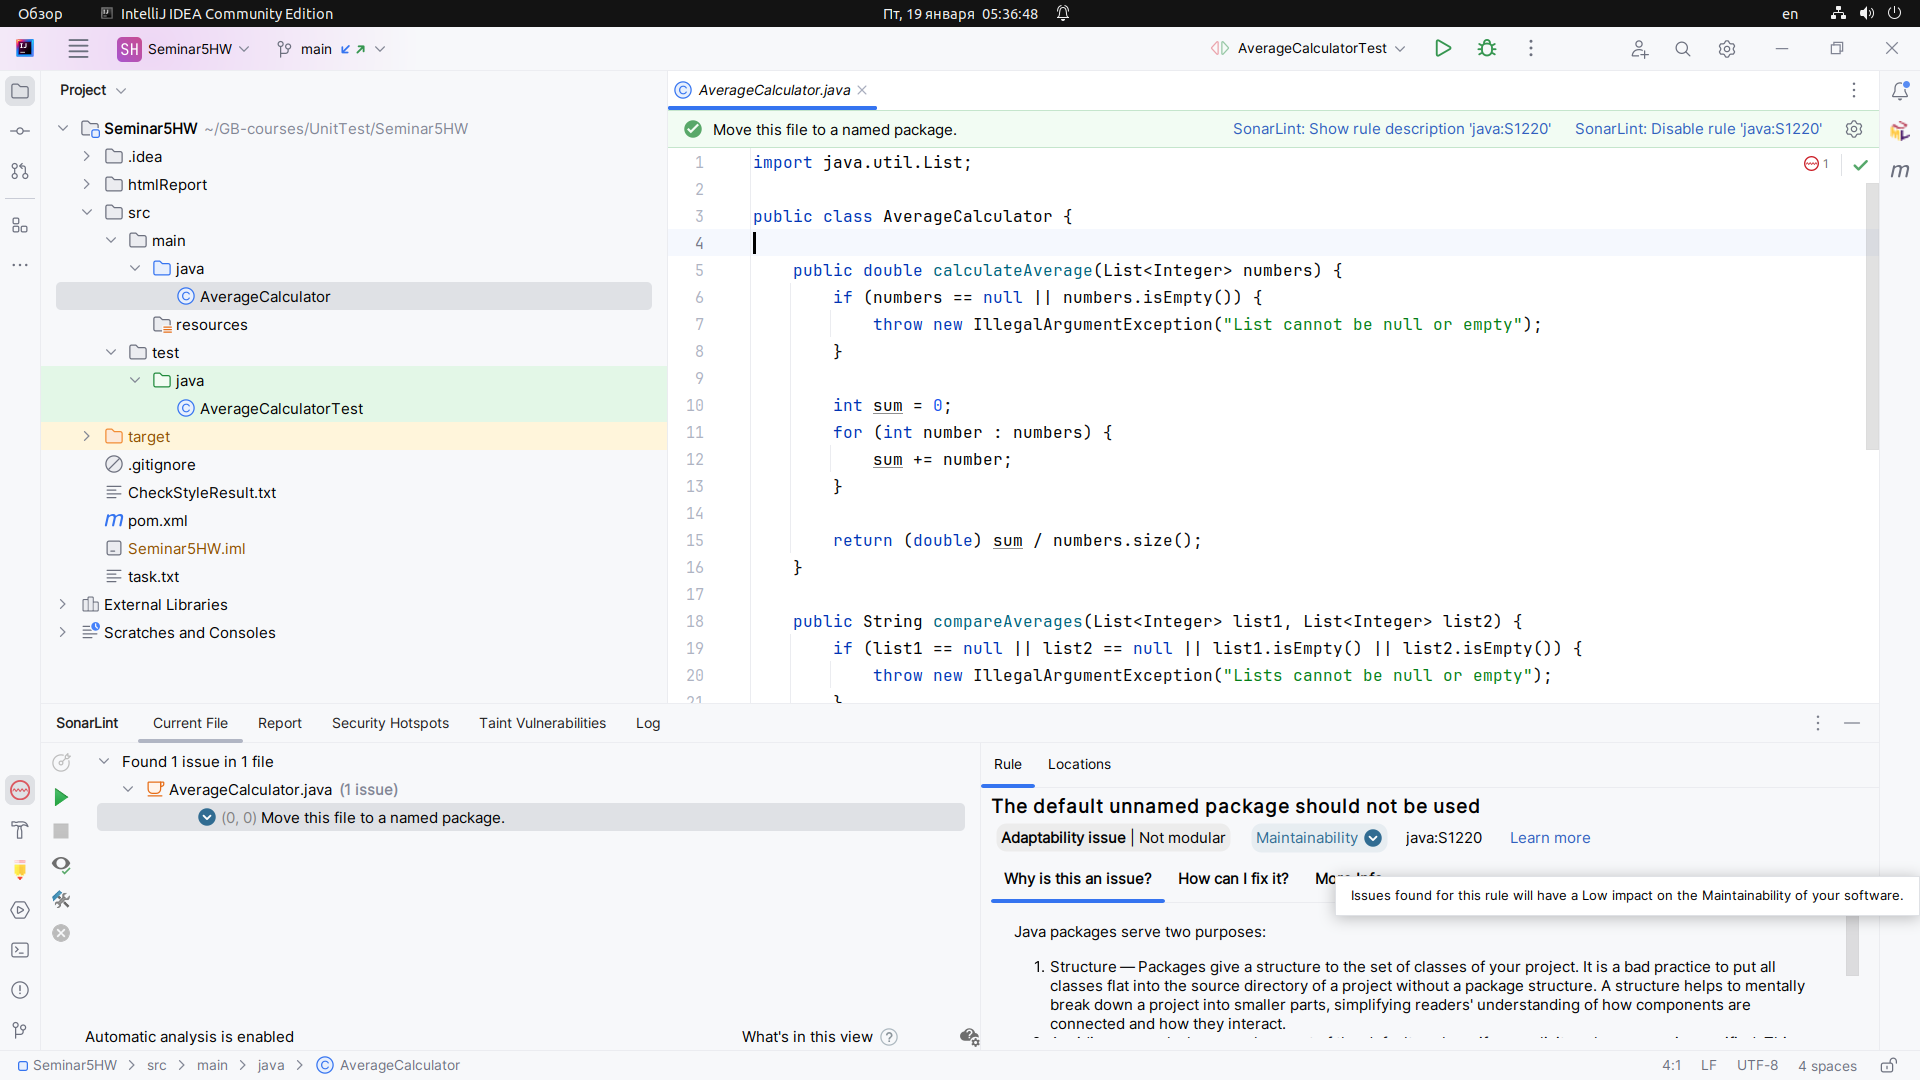 Обзор
IntelliJ IDEA Community Edition
Пт, 19 января 05:36:48
en
SH Seminar5HW
main
AverageCalculatorTest
Project
Seminar5HW ~/GB-courses/UnitTest/Seminar5HW
.idea
htmlReport
src
main
java
AverageCalculator
resources
test
java
AverageCalculatorTest
target
.gitignore
CheckStyleResult.txt
pom.xml
Seminar5HW.iml
task.txt
External Libraries
Scratches and Consoles
AverageCalculator.java
Move this file to a named package.
SonarLint: Show rule description 'java:S1220'
SonarLint: Disable rule 'java:S1220'
1
1 import java.util.List;
2
3 public class AverageCalculator {
4
5 public double calculateAverage(List<Integer> numbers) {
6 if (numbers == null || numbers.isEmpty()) {
7 throw new IllegalArgumentException("List cannot be null or empty");
8 }
9
10 int sum = 0;
11 for (int number : numbers) {
12 sum += number;
13 }
14
15 return (double) sum / numbers.size();
16 }
17
18 public String compareAverages(List<Integer> list1, List<Integer> list2) {
19 if (list1 == null || list2 == null || list1.isEmpty() || list2.isEmpty()) {
20 throw new IllegalArgumentException("Lists cannot be null or empty");
21 }
SonarLint
Current File
Report
Security Hotspots
Taint Vulnerabilities
Log
Found 1 issue in 1 file
AverageCalculator.java (1 issue)
(0, 0) Move this file to a named package.
Automatic analysis is enabled
What's in this view
Rule
Locations
The default unnamed package should not be used
Adaptability issue | Not modular
Maintainability
java:S1220
Learn more
Why is this an issue?
How can I fix it?
More Info
Issues found for this rule will have a Low impact on the Maintainability of your software.
Java packages serve two purposes:
1. Structure — Packages give a structure to the set of classes of your project. It is a bad practice to put all
classes flat into the source directory of a project without a package structure. A structure helps to mentally
break down a project into smaller parts, simplifying readers' understanding of how components are
connected and how they interact.
Seminar5HW
src
main
java
AverageCalculator
4:1
LF
UTF-8
4 spaces